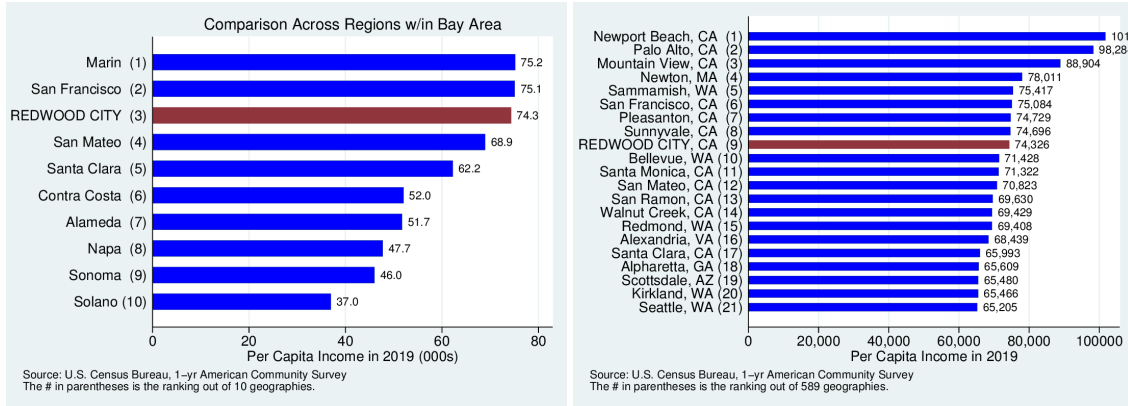 Comparison Across Regions w/in Bay Area
Marin (1)
75.2
San Francisco (2)
75.1
REDWOOD CITY (3)
74.3
San Mateo (4)
68.9
Santa Clara (5)
62.2
Contra Costa (6)
52.0
Alameda (7)
51.7
Napa (8)
47.7
Sonoma (9)
46.0
Solano (10)
37.0
0 20 40 60 80
Per Capita Income in 2019 (000s)
Source: U.S. Census Bureau, 1−yr American Community Survey
The # in parentheses is the ranking out of 10 geographies.
Newport Beach, CA (1)
101
Palo Alto, CA (2)
98,28
Mountain View, CA (3)
88,904
Newton, MA (4)
78,011
Sammamish, WA (5)
75,417
San Francisco, CA (6)
75,084
Pleasanton, CA (7)
74,729
Sunnyvale, CA (8)
74,696
REDWOOD CITY, CA (9)
74,326
Bellevue, WA (10)
71,428
Santa Monica, CA (11)
71,322
San Mateo, CA (12)
70,823
San Ramon, CA (13)
69,630
Walnut Creek, CA (14)
69,429
Redmond, WA (15)
69,408
Alexandria, VA (16)
68,439
Santa Clara, CA (17)
65,993
Alpharetta, GA (18)
65,609
Scottsdale, AZ (19)
65,480
Kirkland, WA (20)
65,466
Seattle, WA (21)
65,205
0 20,000 40,000 60,000 80,000 100000
Per Capita Income in 2019
Source: U.S. Census Bureau, 1−yr American Community Survey
The # in parentheses is the ranking out of 589 geographies.